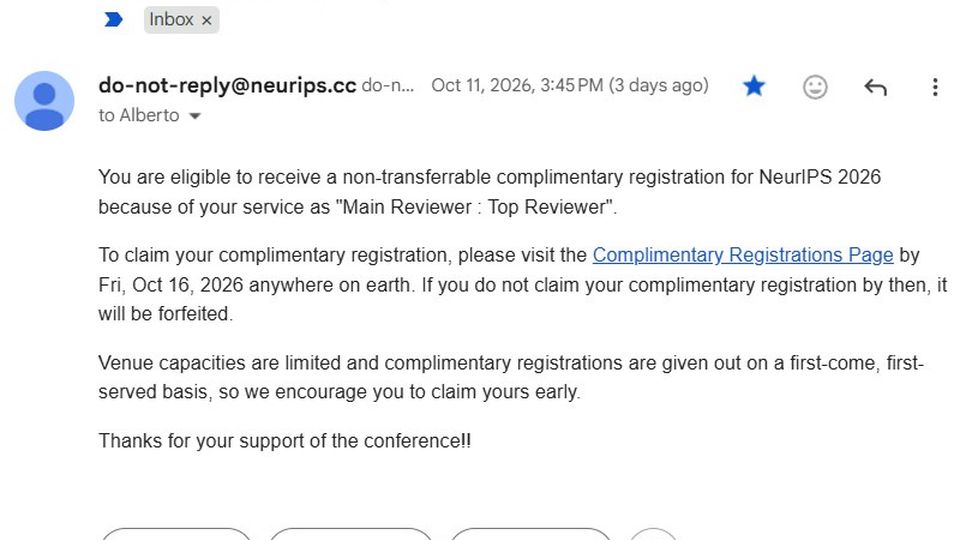 Inbox ×
do-not-reply@neurips.cc do-n... Oct 11, 2026, 3:45 PM (3 days ago)
to Alberto
You are eligible to receive a non-transferrable complimentary registration for NeurIPS 2026
because of your service as "Main Reviewer : Top Reviewer".
To claim your complimentary registration, please visit the Complimentary Registrations Page by
Fri, Oct 16, 2026 anywhere on earth. If you do not claim your complimentary registration by then, it
will be forfeited.
Venue capacities are limited and complimentary registrations are given out on a first-come, first-
served basis, so we encourage you to claim yours early.
Thanks for your support of the conference!!